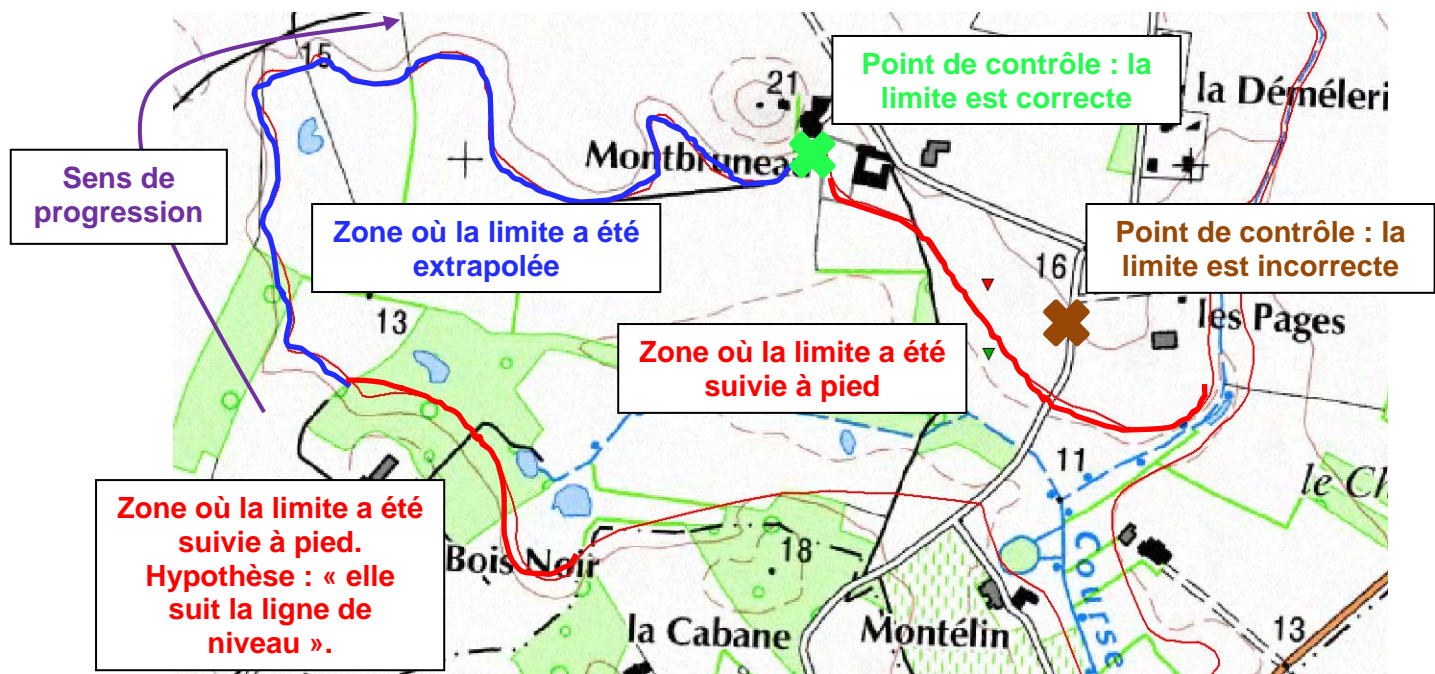 15
21
Point de contrôle : la
limite est correcte
la Déméleri
Montbruneau
Sens de
progression
Zone où la limite a été
extrapolée
Point de contrôle : la
limite est incorrecte
16
13
les Pages
Zone où la limite a été
suivie à pied
11
le Ch
Zone où la limite a été
suivie à pied.
Hypothèse : « elle
suit la ligne de
niveau ».
Bois Noir
18
Course
la Cabane
Montélin
13